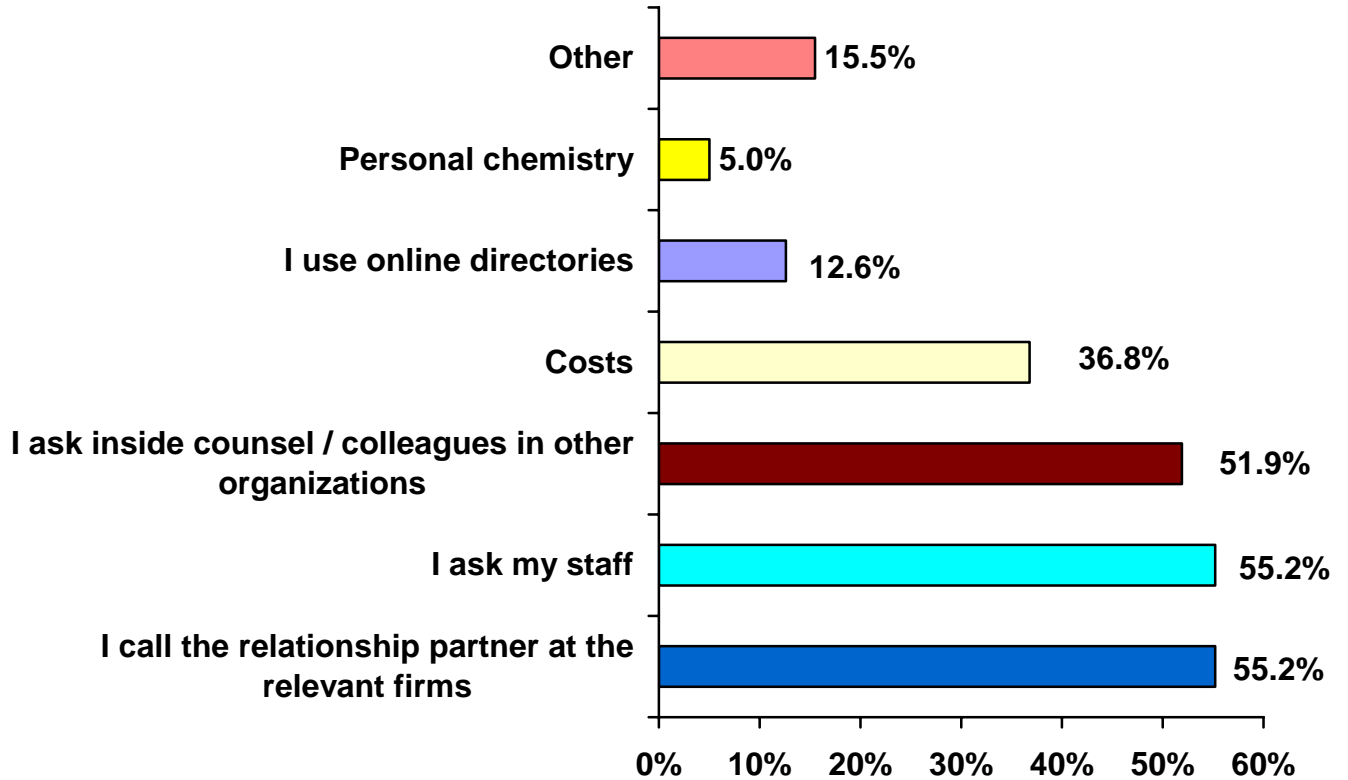 Other
15.5%
Personal chemistry
5.0%
I use online directories
12.6%
Costs
36.8%
I ask inside counsel / colleagues in other
organizations
51.9%
I ask my staff
55.2%
I call the relationship partner at the
relevant firms
55.2%
0% 10% 20% 30% 40% 50% 60%